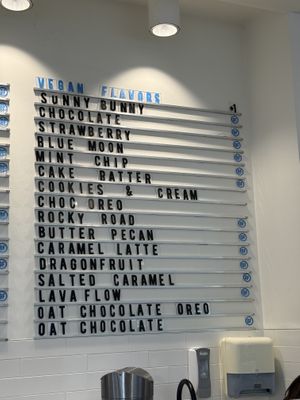 VEGAN FLAVORS
SUNNY BUNNY +1
CHOCOLATE
STRAWBERRY
BLUE MOON
MINT CHIP
CAKE BATTER
COOKIES & CREAM
CHOC OREO
ROCKY ROAD
BUTTER PECAN
CARAMEL LATTE
DRAGONFRUIT
SALTED CARAMEL
LAVA FLOW
OAT CHOCOLATE OREO
OAT CHOCOLATE